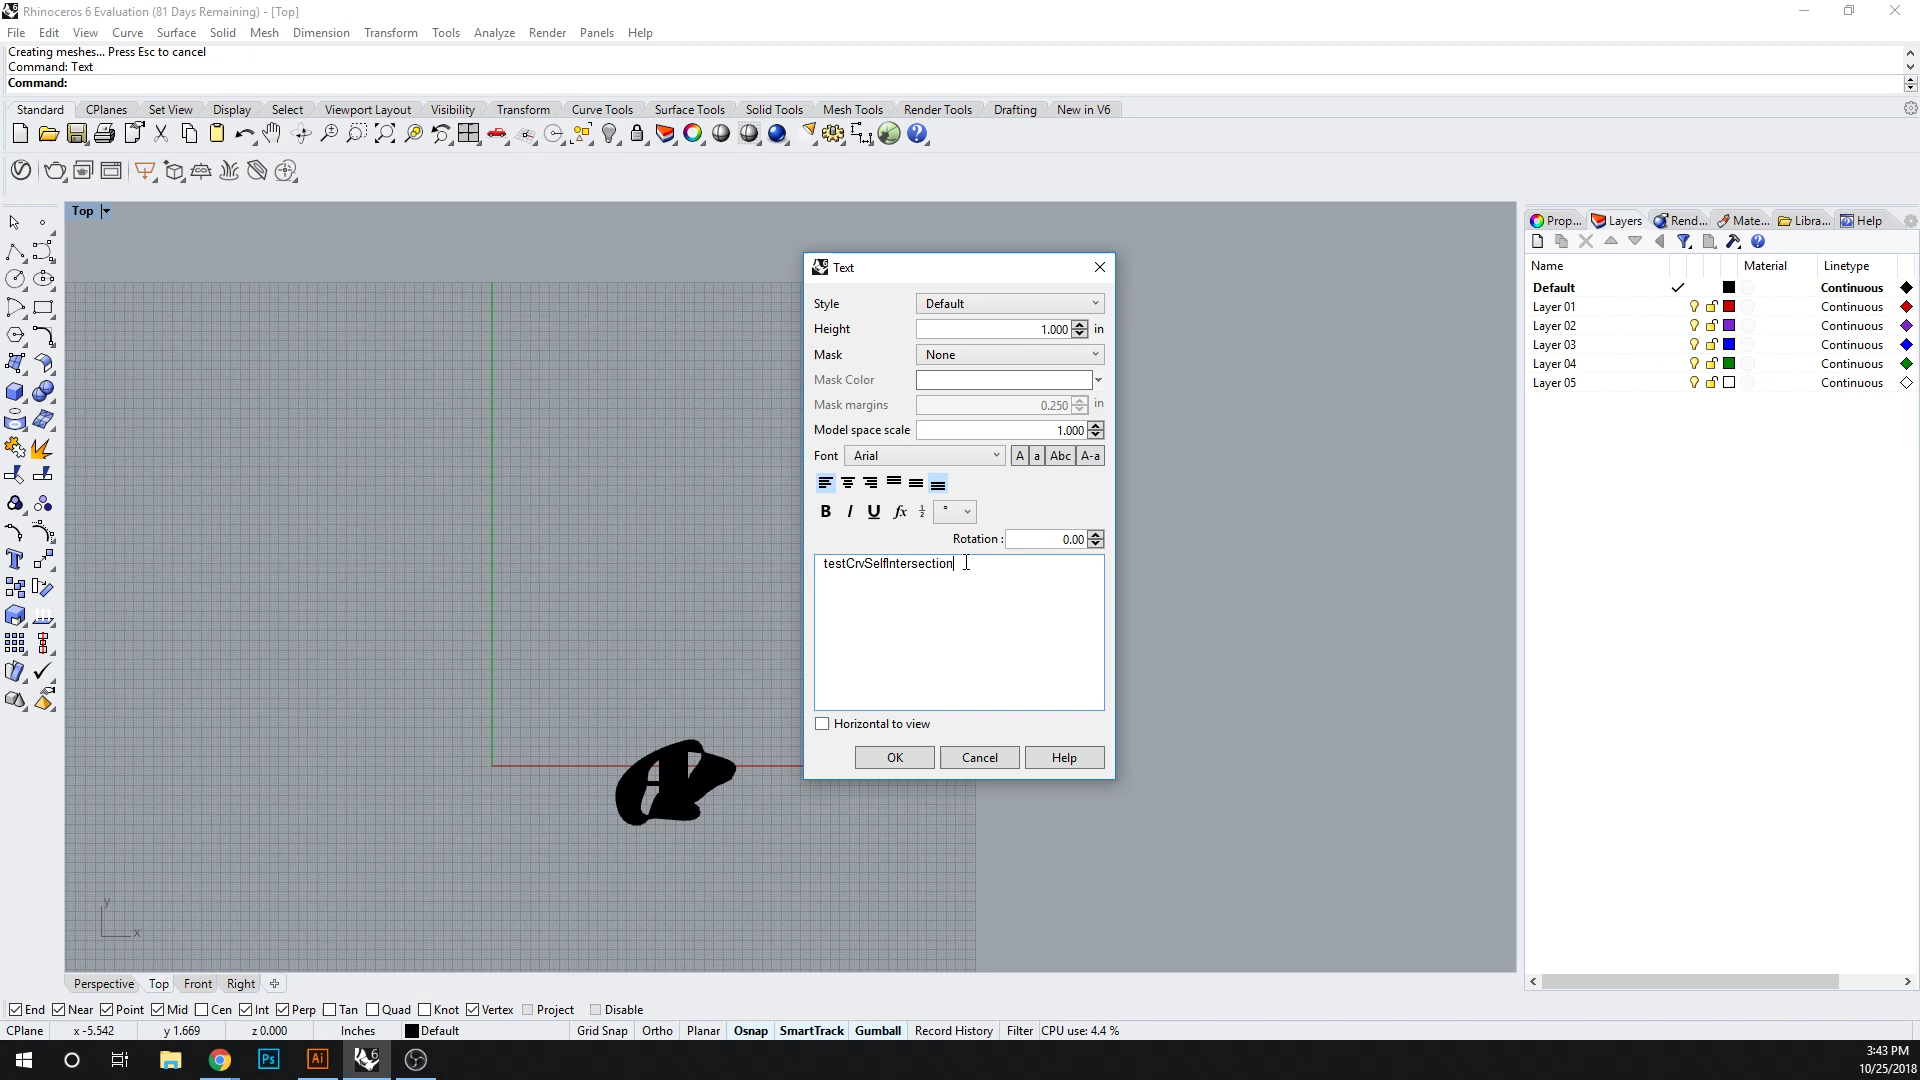 Rhinoceros 6 Evaluation (81 Days Remaining) - [Top]
File Edit View Curve Surface Solid Mesh Dimension Transform Tools Analyze Render Panels Help
Creating meshes... Press Esc to cancel
Command: Text
Command:
Standard CPlanes Set View Display Select Viewport Layout Visibility Transform Curve Tools Surface Tools Solid Tools Mesh Tools Render Tools Drafting New in V6
Top
Prop... Layers Rend... Mate... Libra... Help
Name Material Linetype
Default Continuous
Layer 01 Continuous
Layer 02 Continuous
Layer 03 Continuous
Layer 04 Continuous
Layer 05 Continuous
Text
Style Default
Height 1.000 in
Mask None
Mask Color
Mask margins 0.250 in
Model space scale 1.000
Font Arial A a Abc A-a
B I U fx ½ °
Rotation : 0.00
testCrvSelfIntersection
Horizontal to view
OK Cancel Help
y
x
Perspective Top Front Right
End Near Point Mid Cen Int Perp Tan Quad Knot Vertex Project Disable
CPlane x -5.542 y 1.669 z 0.000 Inches Default Grid Snap Ortho Planar Osnap SmartTrack Gumball Record History Filter CPU use: 4.4 %
Ps Ai 6
3:43 PM
10/25/2018